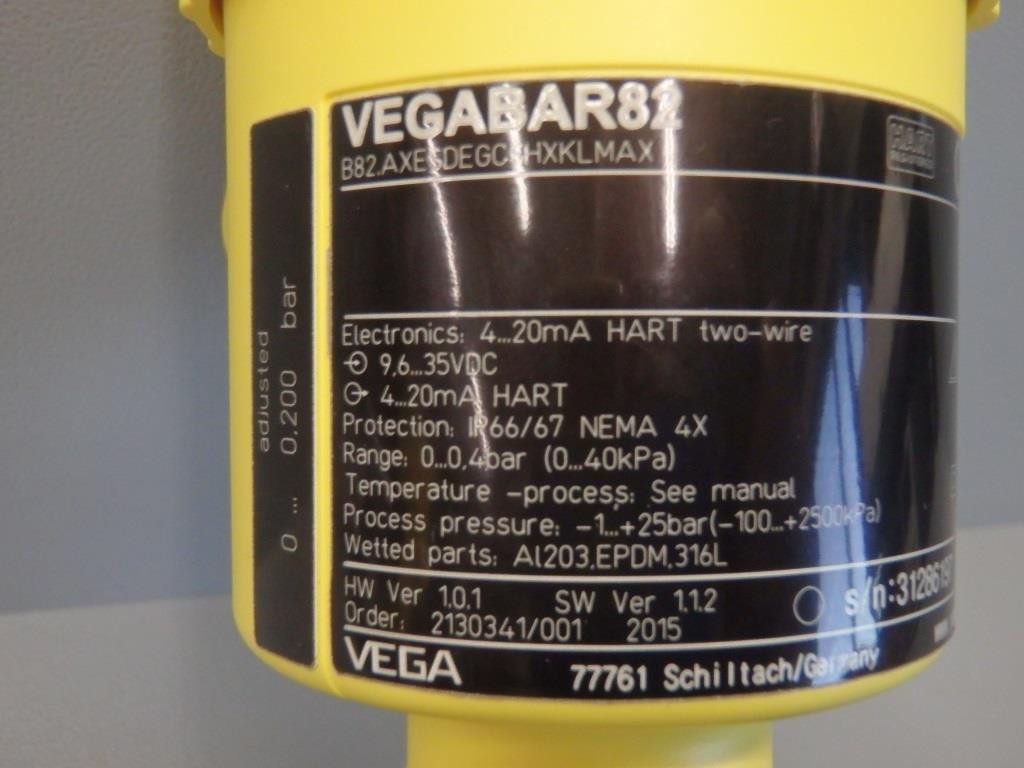 VEGABAR82
HART
Electronics: 4...20mA HART two-wire
9,6...35VDC
4...20mA HART
Protection: IP66/67 NEMA 4X
Range: 0...0,4bar (0...40kPa)
Temperature -process: See manual
Process pressure: -1...+25bar(-100...+2500kPa)
Wetted parts: Al203,EPDM,316L
HW Ver 1.0.1 SW Ver 1.1.2
s/n:
Order: 2130341/001 2015
VEGA 77761 Schiltach/Germany
adjusted
0 ... 0,200 bar